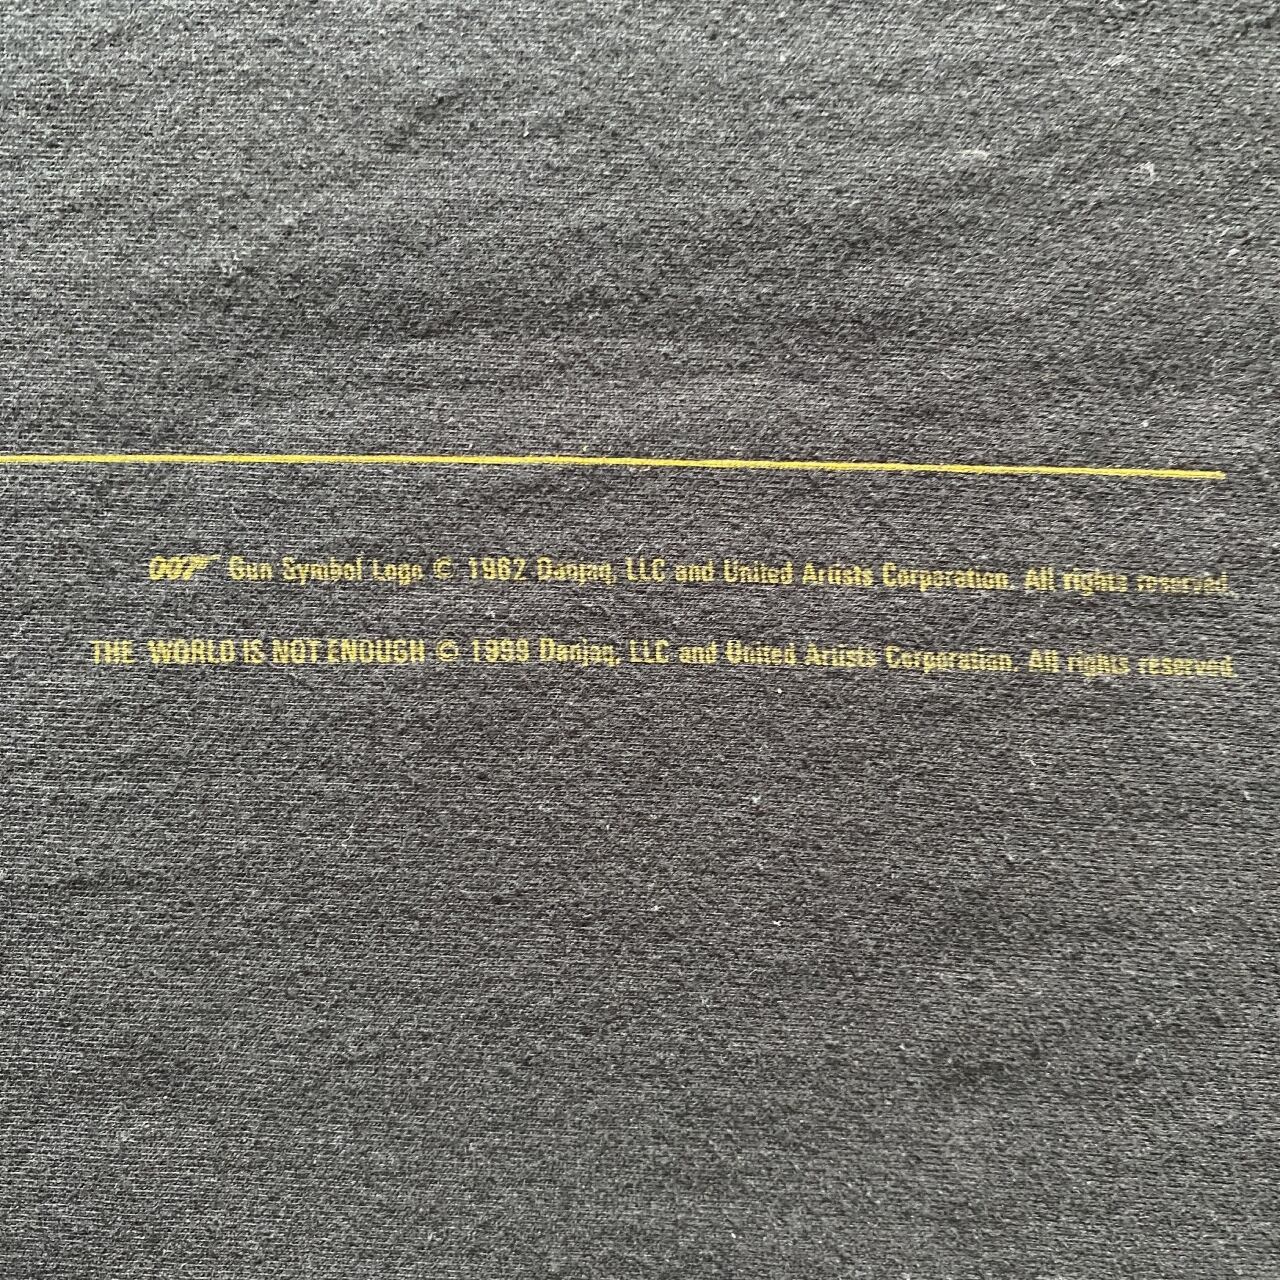 007 Gun Symbol Logo © 1962 Danjaq, LLC and United Artists Corporation. All rights reserved.
THE WORLD IS NOT ENOUGH © 1999 Danjaq, LLC and United Artists Corporation. All rights reserved.